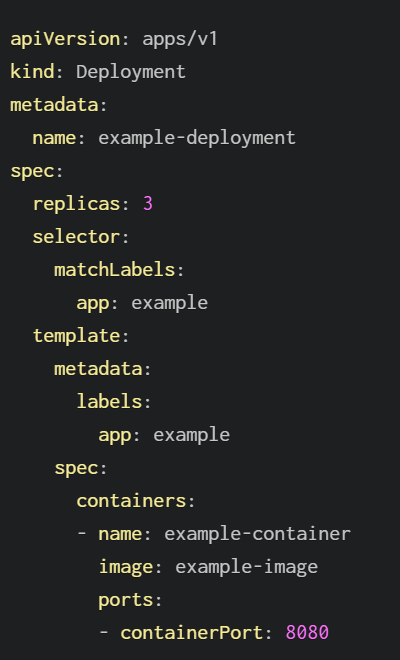 apiVersion: apps/v1
kind: Deployment
metadata:
  name: example-deployment
spec:
  replicas: 3
  selector:
    matchLabels:
      app: example
  template:
    metadata:
      labels:
        app: example
    spec:
      containers:
      - name: example-container
        image: example-image
        ports:
        - containerPort: 8080